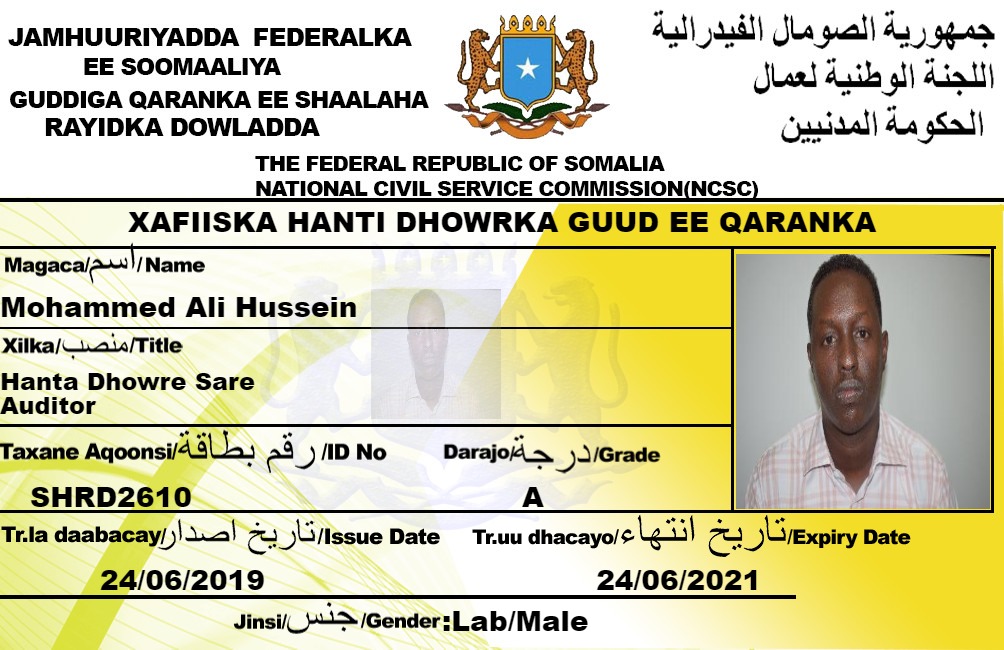 JAMHUURIYADDA FEDERALKA
EE SOOMAALIYA
GUDDIGA QARANKA EE SHAALAHA
RAYIDKA DOWLADDA
جمهورية الصومال الفيدرالية
اللجنة الوطنية لعمال
الحكومة المدنيين
THE FEDERAL REPUBLIC OF SOMALIA
NATIONAL CIVIL SERVICE COMMISSION(NCSC)
XAFIISKA HANTI DHOWRKA GUUD EE QARANKA
Magaca/اسم/Name
Mohammed Ali Hussein
Xilka/منصب/Title
Hanta Dhowre Sare
Auditor
Taxane Aqoonsi/رقم بطاقة/ID No
Darajo/درجة/Grade
SHRD2610
A
Tr.la daabacay/تاريخ اصدار/Issue Date
Tr.uu dhacayo/تاريخ انتهاء/Expiry Date
24/06/2019
24/06/2021
Jinsi/جنس/Gender:Lab/Male